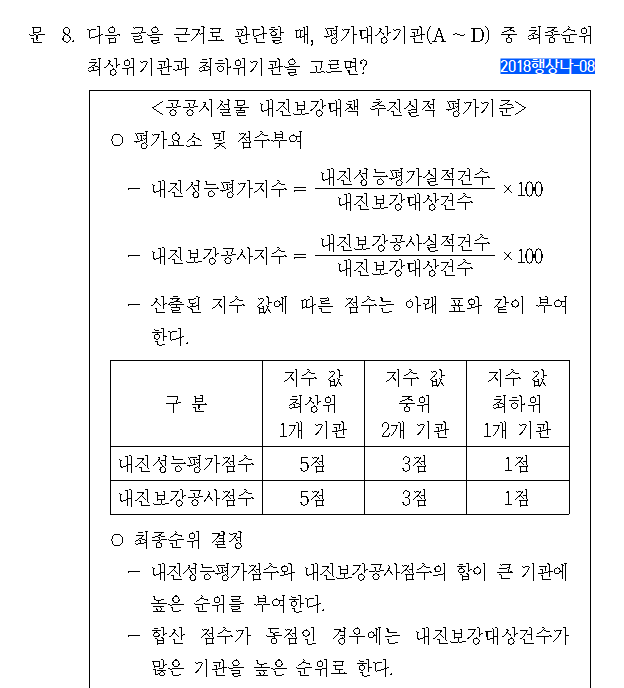 문 8. 다음 글을 근거로 판단할 때, 평가대상기관(A ~ D) 중 최종순위
최상위기관과 최하위기관을 고르면?
2018행상나-08
<공공시설물 내진보강대책 추진실적 평가기준>
○ 평가요소 및 점수부여
－ 내진성능평가지수 = 내진성능평가실적건수 / 내진보강대상건수 × 100
－ 내진보강공사지수 = 내진보강공사실적건수 / 내진보강대상건수 × 100
－ 산출된 지수 값에 따른 점수는 아래 표와 같이 부여
한다.
구 분 | 지수 값 최상위 1개 기관 | 지수 값 중위 2개 기관 | 지수 값 최하위 1개 기관
내진성능평가점수 | 5점 | 3점 | 1점
내진보강공사점수 | 5점 | 3점 | 1점
○ 최종순위 결정
－ 내진성능평가점수와 내진보강공사점수의 합이 큰 기관에
높은 순위를 부여한다.
－ 합산 점수가 동점인 경우에는 내진보강대상건수가
많은 기관을 높은 순위로 한다.